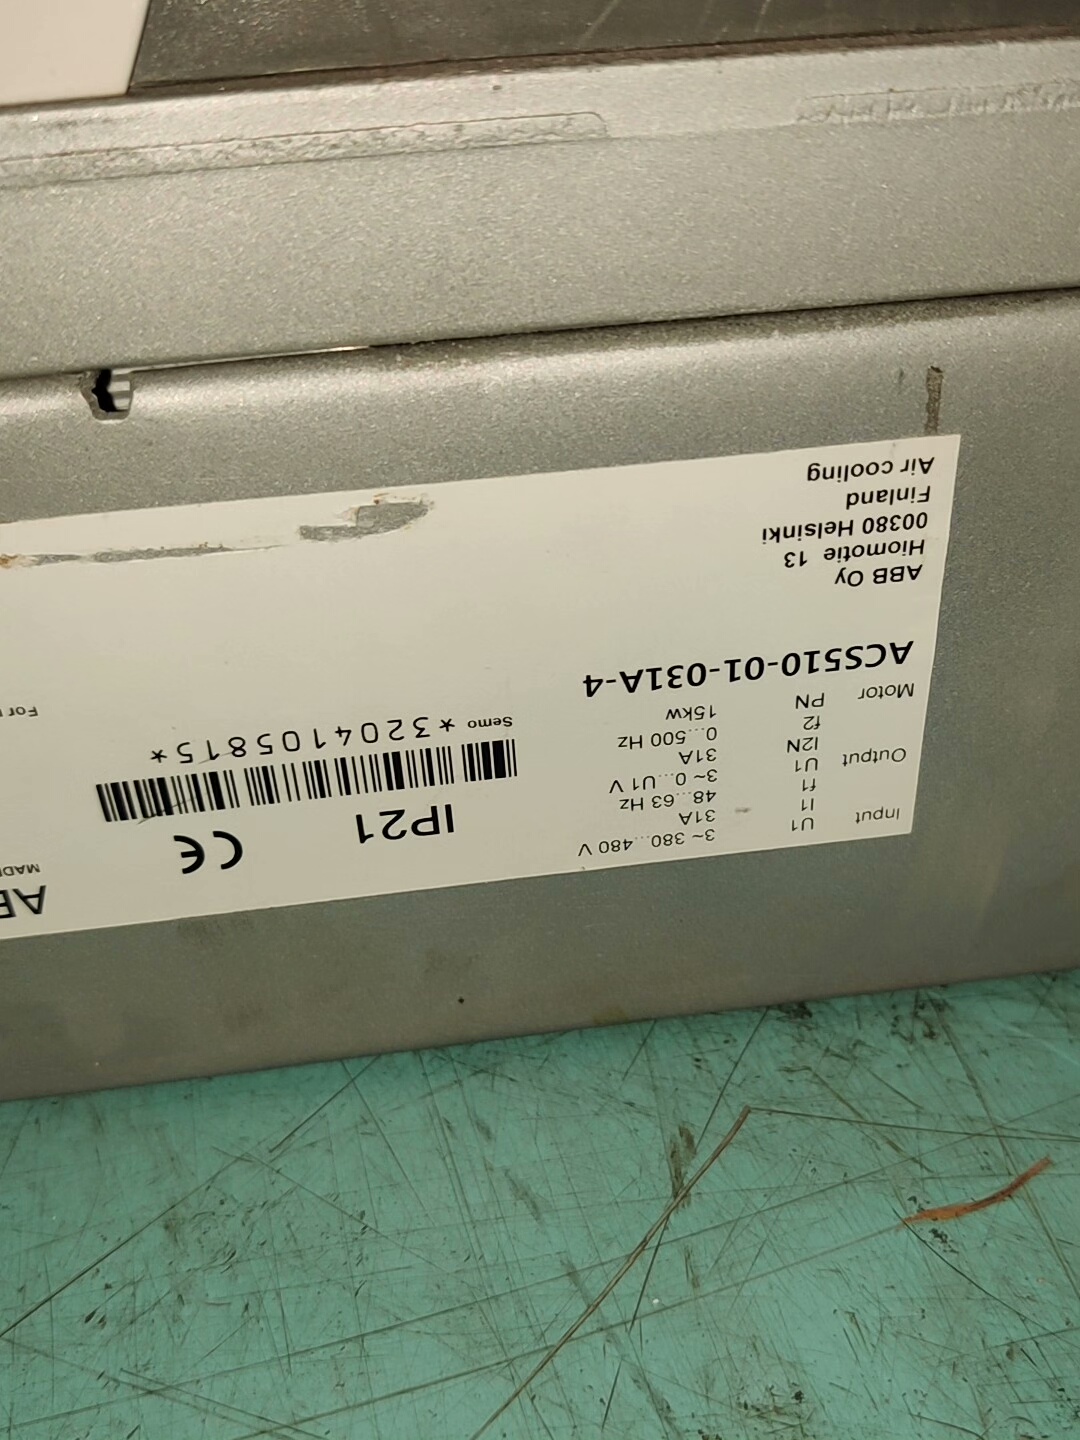 Input U1 3~ 380...480 V
I1 31A
f1 48...63 Hz
Output U1 3~ 0...U1 V
I2N 31A
f2 0...500 Hz
Motor PN 15kW
ACS510-01-031A-4
ABB Oy
Hiomotie 13
00380 Helsinki
Finland
Air cooling
IP21 CE
Semo *3204105815*
For